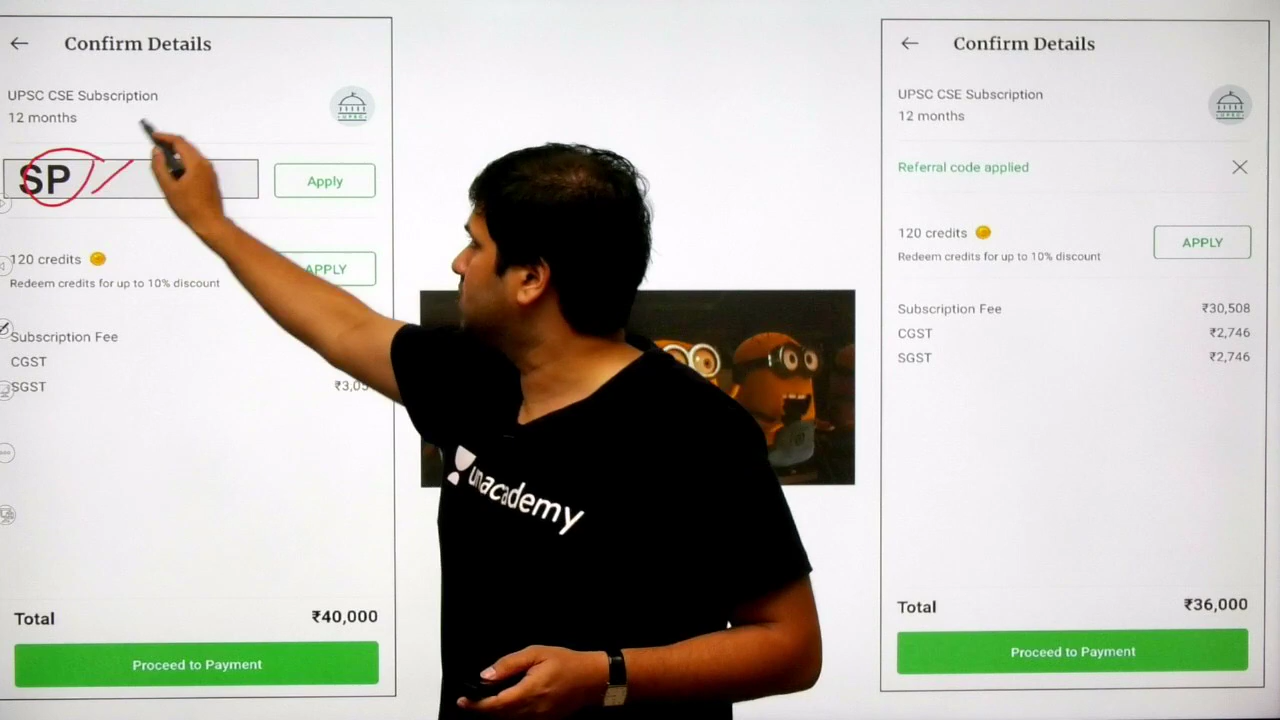 Confirm Details
UPSC CSE Subscription
12 months
SP
Apply
120 credits
APPLY
Redeem credits for up to 10% discount
Subscription Fee
CGST
SGST
Total ₹40,000
Proceed to Payment
unacademy
Confirm Details
UPSC CSE Subscription
12 months
UPSC
Referral code applied
120 credits
APPLY
Redeem credits for up to 10% discount
Subscription Fee ₹30,508
CGST ₹2,746
SGST ₹2,746
Total ₹36,000
Proceed to Payment